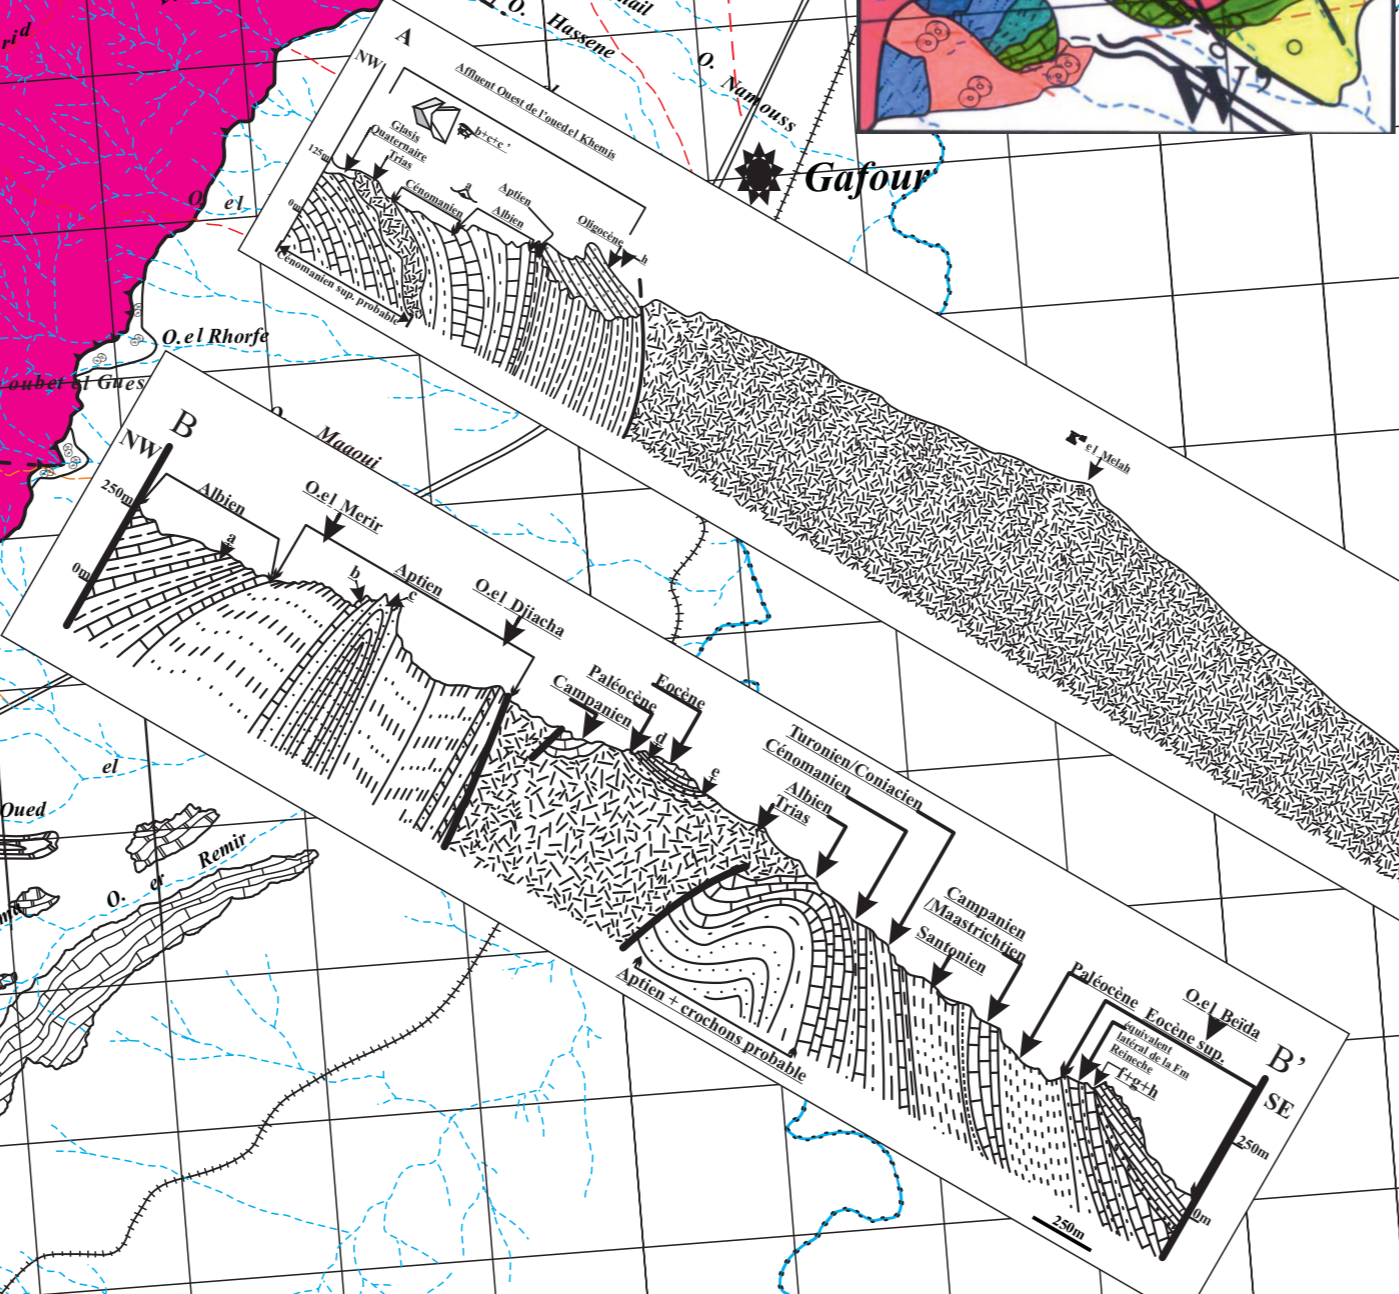 O. Hassene
O. Namouss
W'
Gafour
el
O. el Rhorfe
oubet el Gues
O. Maaoui
el
Oued
O. er Remir
A
NW
Affluent Ouest de l'oued el Khemis
b+c+c'
Glasis
Quaternaire
Trias
125m
0m
Cénomanien
a
Aptien
Albien
Oligocène
h
Cénomanien sup. probable
el Melah
B
NW
250m
0m
Albien
a
O.el Merir
b
Aptien
c
O.el Djiacha
Paléocène
Campanien
Eocène
d
e
Turonien/Coniacien
Cénomanien
Albien
Trias
Campanien
/Maastrichtien
Santonien
Aptien + crochons probable
Paléocène
Eocène sup.
équivalent
latéral de la Fm
Reineche
f+g+h
O.el Beïda
B'
SE
250m
0m
250m